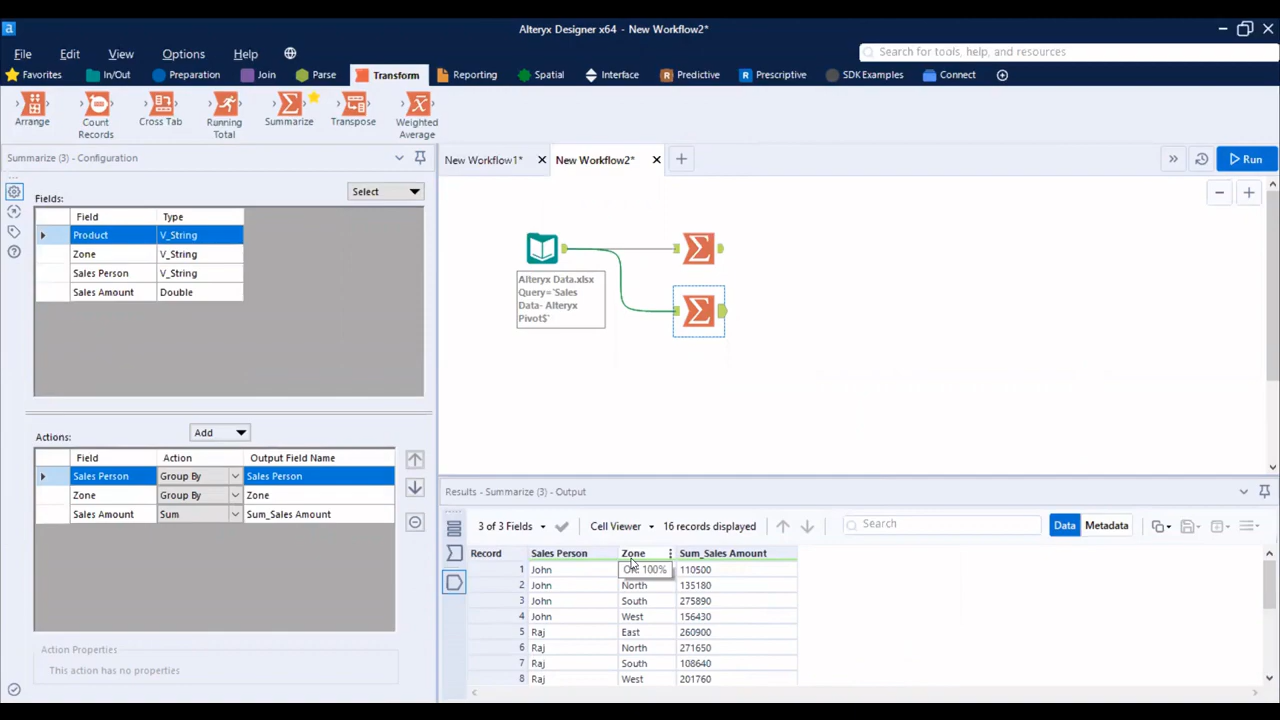 a
Alteryx Designer x64 - New Workflow2*
File Edit View Options Help
Search for tools, help, and resources
Favorites In/Out Preparation Join Parse Transform Reporting Spatial Interface Predictive Prescriptive SDK Examples Connect
Arrange
Count
Records
Cross Tab
Running
Total
Summarize
Transpose
Weighted
Average
Summarize (3) - Configuration
New Workflow1* New Workflow2*
Run
Select
Fields:
Field Type
Product V_String
Zone V_String
Sales Person V_String
Sales Amount Double
Alteryx Data.xlsx
Query=`Sales
Data- Alteryx
Pivot$`
Add
Actions:
Field Action Output Field Name
Sales Person Group By Sales Person
Zone Group By Zone
Sales Amount Sum Sum_Sales Amount
Action Properties
This action has no properties
Results - Summarize (3) - Output
3 of 3 Fields Cell Viewer 16 records displayed Search Data Metadata
Record Sales Person Zone Sum_Sales Amount
1 John 110500
100%
2 John North 135180
3 John South 275890
4 John West 156430
5 Raj East 260900
6 Raj North 271650
7 Raj South 108640
8 Raj West 201760